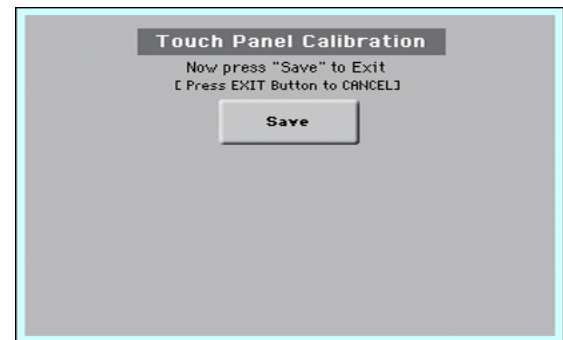 Touch Panel Calibration
Now press "Save" to Exit
[ Press EXIT Button to CANCEL]
Save